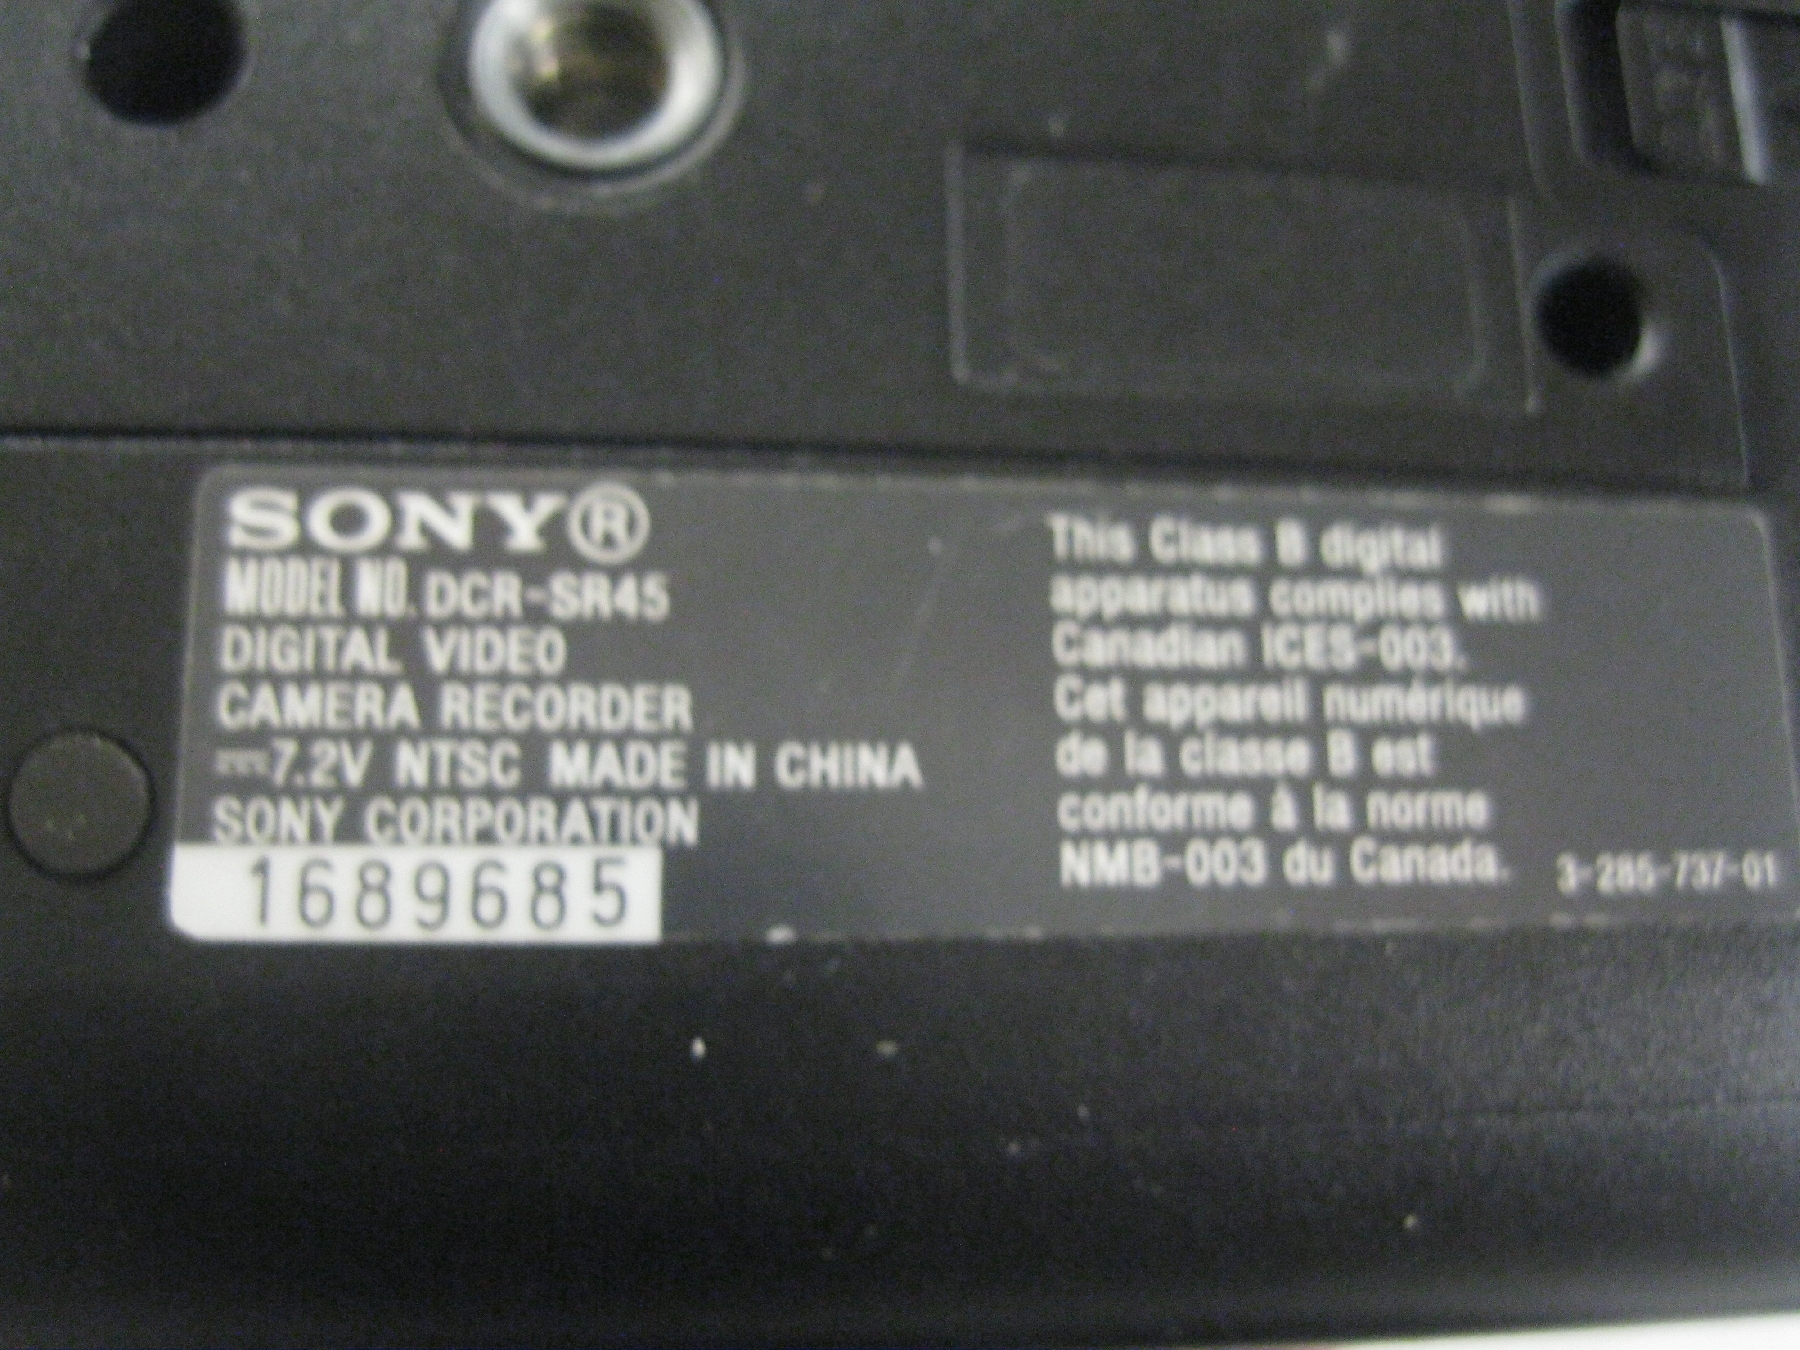 SONY®
MODEL NO. DCR-SR45
DIGITAL VIDEO
CAMERA RECORDER
⎓7.2V NTSC MADE IN CHINA
SONY CORPORATION
1689685
This Class B digital
apparatus complies with
Canadian ICES-003.
Cet appareil numérique
de la classe B est
conforme à la norme
NMB-003 du Canada.
3-285-737-01